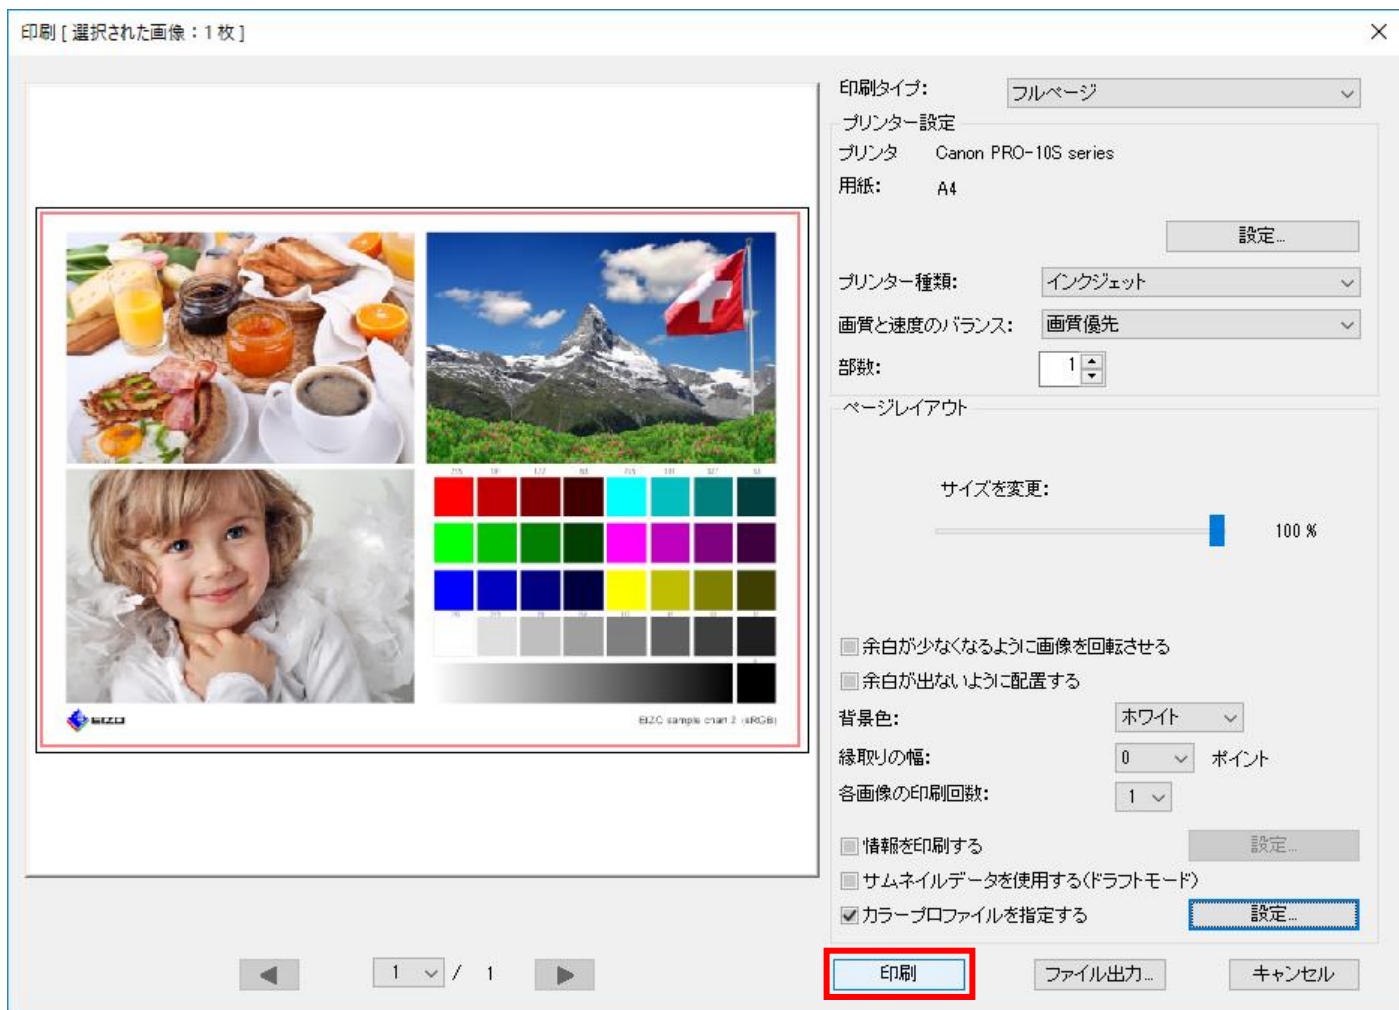 印刷 [ 選択された画像：1 枚 ]
印刷タイプ： フルページ
プリンター設定
プリンタ Canon PRO-10S series
用紙： A4
設定...
プリンター種類： インクジェット
画質と速度のバランス： 画質優先
部数： 1
ページレイアウト
サイズを変更：
100 %
余白が少なくなるように画像を回転させる
余白が出ないように配置する
背景色： ホワイト
縁取りの幅： 0 ポイント
各画像の印刷回数： 1
情報を印刷する 設定...
サムネイルデータを使用する(ドラフトモード)
カラープロファイルを指定する 設定...
EIZO
EIZO sample chart 2 (sRGB)
1 / 1
印刷 ファイル出力... キャンセル